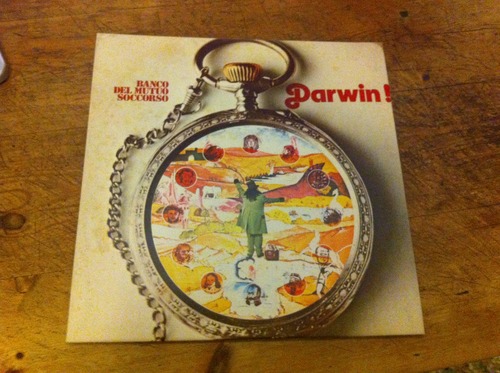 BANCO
DEL MUTUO
SOCCORSO
Darwin!